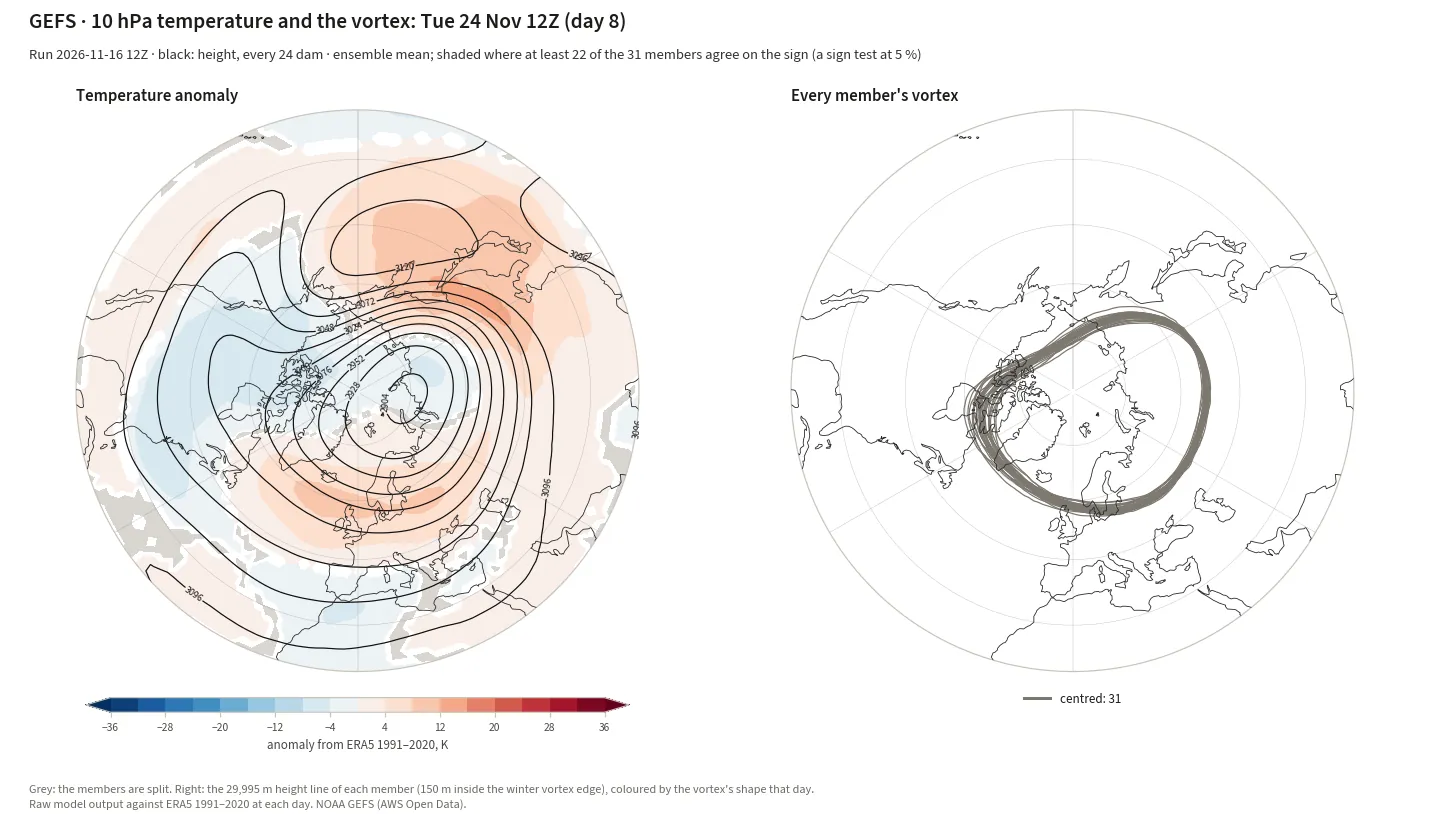 GEFS · 10 hPa temperature and the vortex: Tue 24 Nov 12Z (day 8)
Run 2026-11-16 12Z · black: height, every 24 dam · ensemble mean; shaded where at least 22 of the 31 members agree on the sign (a sign test at 5 %)
Temperature anomaly
Every member's vortex
3096
3120
3072
3048
3024
2952
2976
2928
2904
3096
3096
3096
centred: 31
−36 −28 −20 −12 −4 4 12 20 28 36
anomaly from ERA5 1991–2020, K
Grey: the members are split. Right: the 29,995 m height line of each member (150 m inside the winter vortex edge), coloured by the vortex's shape that day.
Raw model output against ERA5 1991–2020 at each day. NOAA GEFS (AWS Open Data).